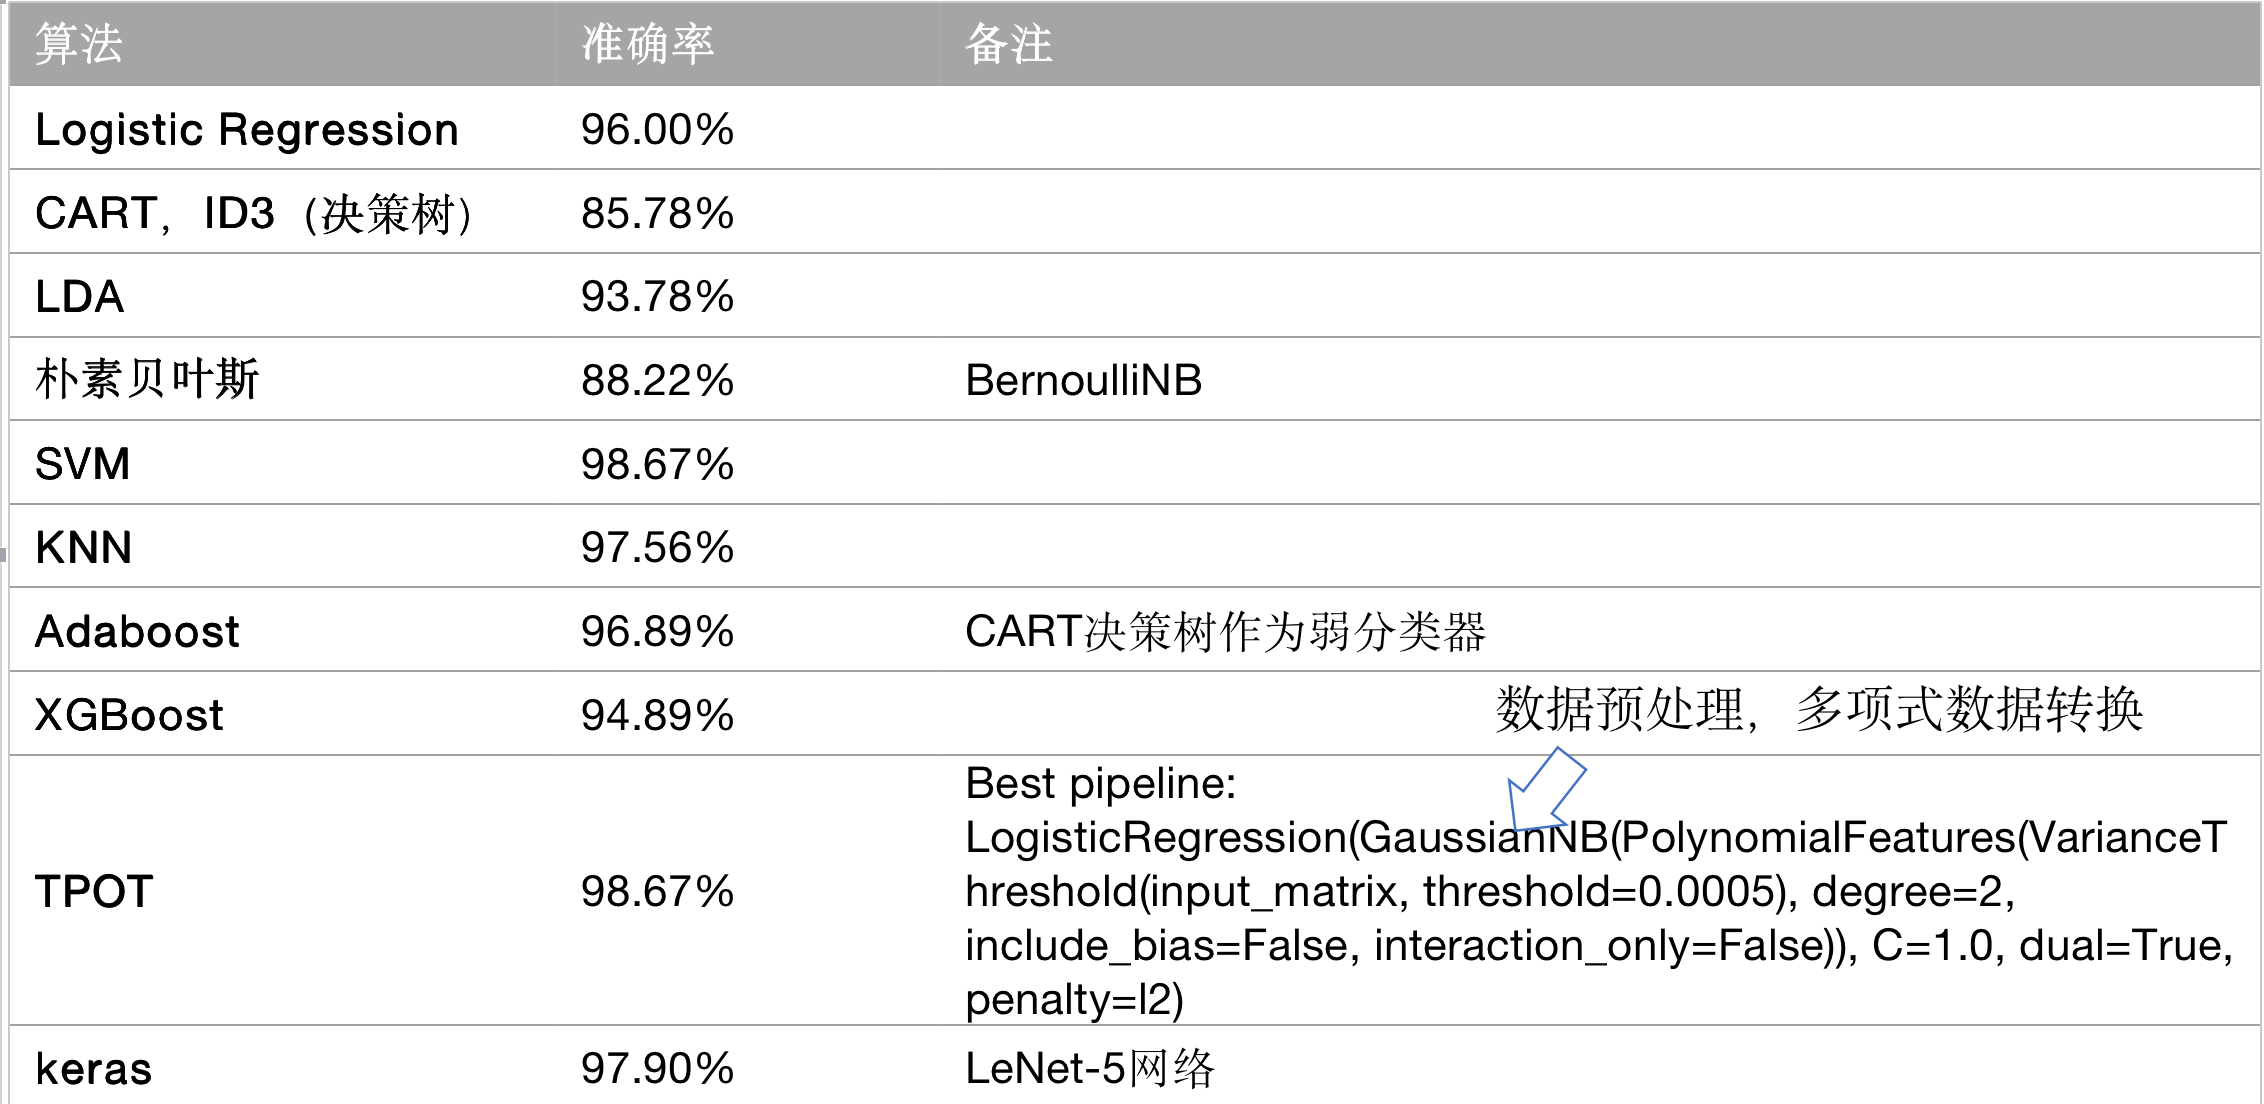 算法 准确率 备注
Logistic Regression 96.00%
CART，ID3（决策树） 85.78%
LDA 93.78%
朴素贝叶斯 88.22% BernoulliNB
SVM 98.67%
KNN 97.56%
Adaboost 96.89% CART决策树作为弱分类器
XGBoost 94.89%
数据预处理，多项式数据转换
TPOT 98.67%
Best pipeline:
LogisticRegression(GaussianNB(PolynomialFeatures(VarianceT
hreshold(input_matrix, threshold=0.0005), degree=2,
include_bias=False, interaction_only=False)), C=1.0, dual=True,
penalty=l2)
keras 97.90% LeNet-5网络